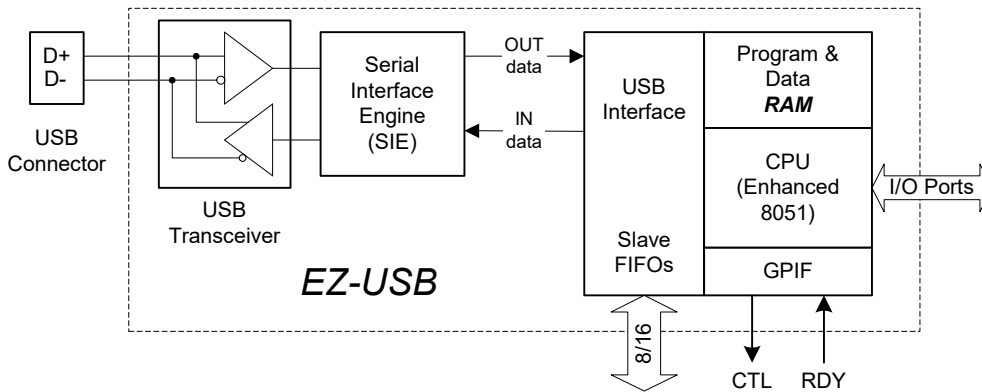 D+
D-
USB
Connector
USB
Transceiver
Serial
Interface
Engine
(SIE)
OUT
data
IN
data
USB
Interface
Slave
FIFOs
Program &
Data
RAM
CPU
(Enhanced
8051)
GPIF
I/O Ports
EZ-USB
8/16
CTL
RDY